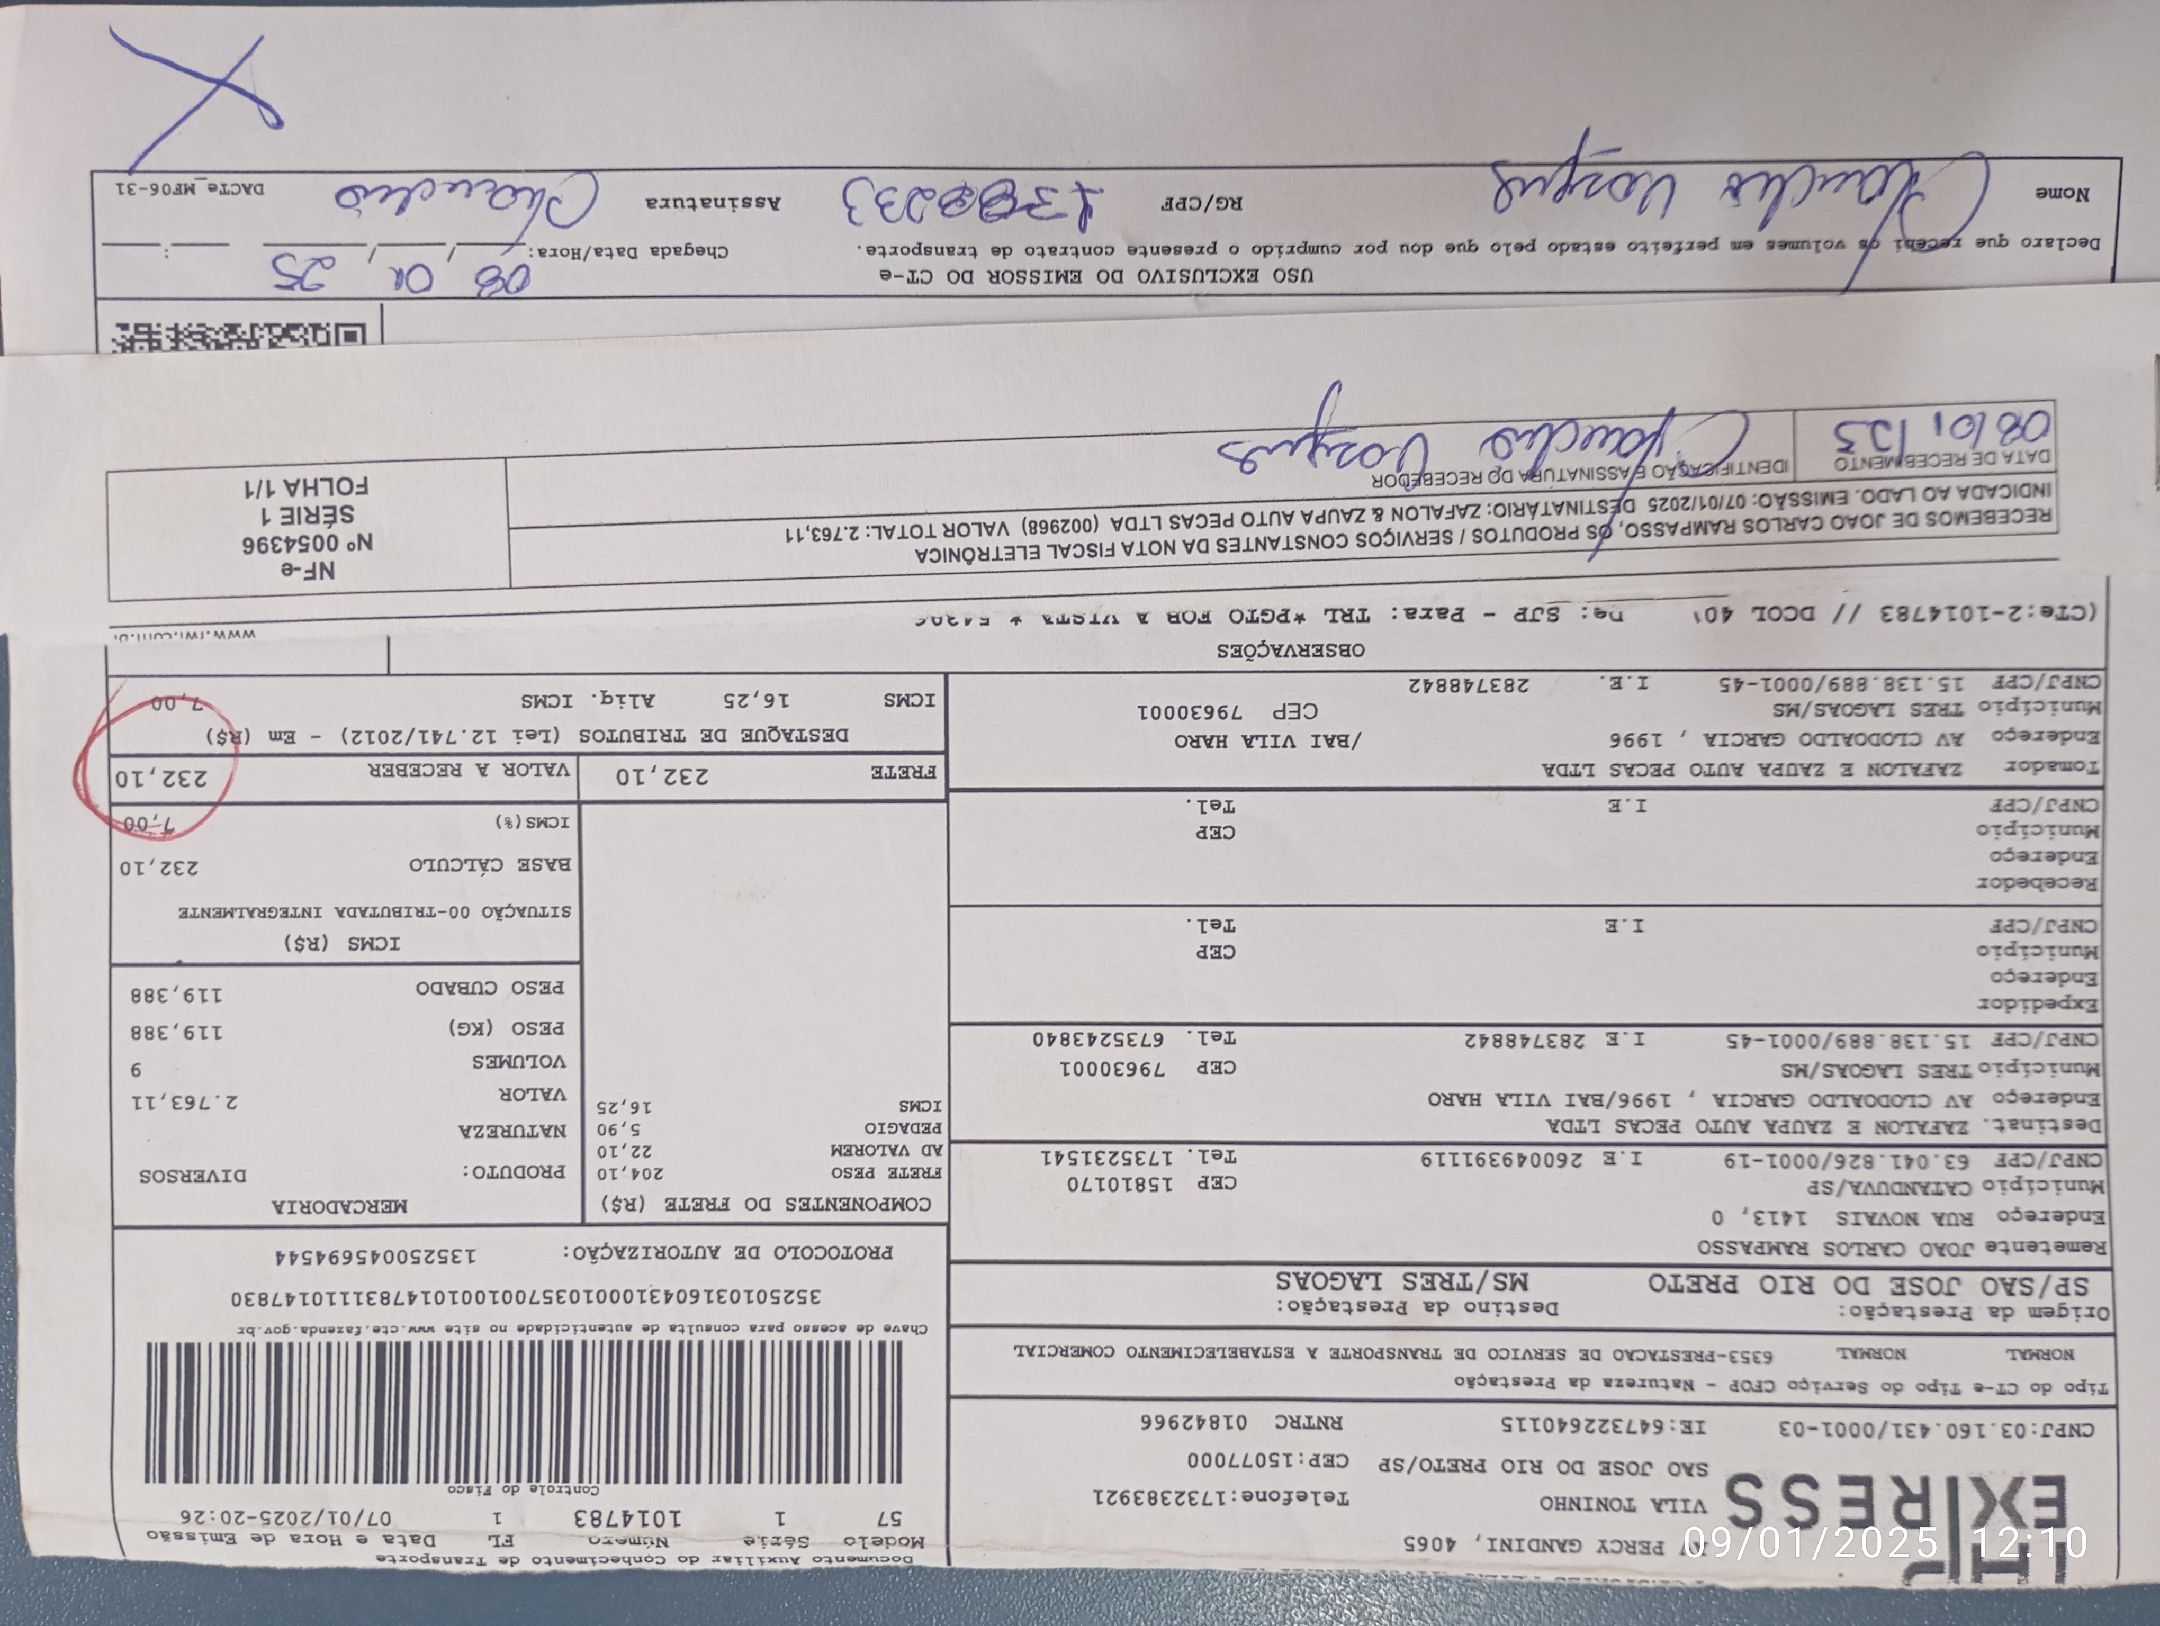 Documento Auxiliar do Conhecimento de Transporte
AV PERCY GANDINI, 4065
VILA TONINHO Telefone:1732383921
SAO JOSE DO RIO PRETO/SP CEP:15077000
CNPJ:03.160.431/0001-03 IE:647322640115 RNTRC 01842966
EXPRESS
Modelo Série Número FL Data e Hora de Emissão
57 1 1014783 1 07/01/2025-20:26
Controle do Fisco
Tipo do CT-e Tipo do Serviço CFOP - Natureza da Prestação
NORMAL NORMAL 6353-PRESTACAO DE SERVICO DE TRANSPORTE A ESTABELECIMENTO COMERCIAL
Chave de acesso para consulta de autenticidade no site www.cte.fazenda.gov.br
352501031604310001035700100101478311110147830
Origem da Prestação: Destino da Prestação:
SP/SAO JOSE DO RIO PRETO MS/TRES LAGOAS
PROTOCOLO DE AUTORIZAÇÃO: 135250045694544
Remetente JOAO CARLOS RAMPASSO
Endereço RUA NOVAIS 1413, 0
Município CATANDUVA/SP CEP 15810170
CNPJ/CPF 63.041.826/0001-19 I.E 260049391119 Tel. 1735231541
Destinat. ZAFALON E ZAUPA AUTO PECAS LTDA
Endereço AV CLODOALDO GARCIA , 1996/BAI VILA HARO
Município TRES LAGOAS/MS CEP 79630001
CNPJ/CPF 15.138.889/0001-45 I.E 283748842 Tel. 6735243840
Expedidor
Endereço
Município CEP
CNPJ/CPF I.E Tel.
Recebedor
Endereço
Município CEP
CNPJ/CPF I.E Tel.
Tomador ZAFALON E ZAUPA AUTO PECAS LTDA
Endereço AV CLODOALDO GARCIA , 1996 /BAI VILA HARO
Município TRES LAGOAS/MS CEP 79630001
CNPJ/CPF 15.138.889/0001-45 I.E. 283748842
COMPONENTES DO FRETE (R$)
FRETE PESO 204,10
AD VALOREM 22,10
PEDAGIO 5,90
ICMS 16,25
MERCADORIA
PRODUTO: DIVERSOS
NATUREZA
VALOR 2.763,11
VOLUMES 9
PESO (KG) 119,388
PESO CUBADO 119,388
ICMS (R$)
SITUAÇÃO 00-TRIBUTADA INTEGRALMENTE
BASE CÁLCULO 232,10
ICMS(%) 7,00
FRETE 232,10 VALOR A RECEBER 232,10
DESTAQUE DE TRIBUTOS (Lei 12.741/2012) - Em (R$)
ICMS 16,25 Aliq. ICMS 7,00
OBSERVAÇÕES
(CTe:2-1014783 // DCOL De: SJP - Para: TRL *PGTO FOR A VISTA *
RECEBEMOS DE JOAO CARLOS RAMPASSO, OS PRODUTOS / SERVIÇOS CONSTANTES DA NOTA FISCAL ELETRÔNICA
INDICADA AO LADO. EMISSÃO: 07/01/2025 DESTINATÁRIO: ZAFALON & ZAUPA AUTO PECAS LTDA (002968) VALOR TOTAL: 2.763,11
DATA DE RECEBIMENTO IDENTIFICAÇÃO E ASSINATURA DO RECEBEDOR
NF-e
Nº 0054396
SÉRIE 1
FOLHA 1/1
USO EXCLUSIVO DO EMISSOR DO CT-e
Declaro que recebi os volumes em perfeito estado pelo que dou por cumprido o presente contrato de transporte.
Chegada Data/Hora: 08/01/25
Nome RG/CPF Assinatura
DACTe_MF06-31
09/01/2025 12:10